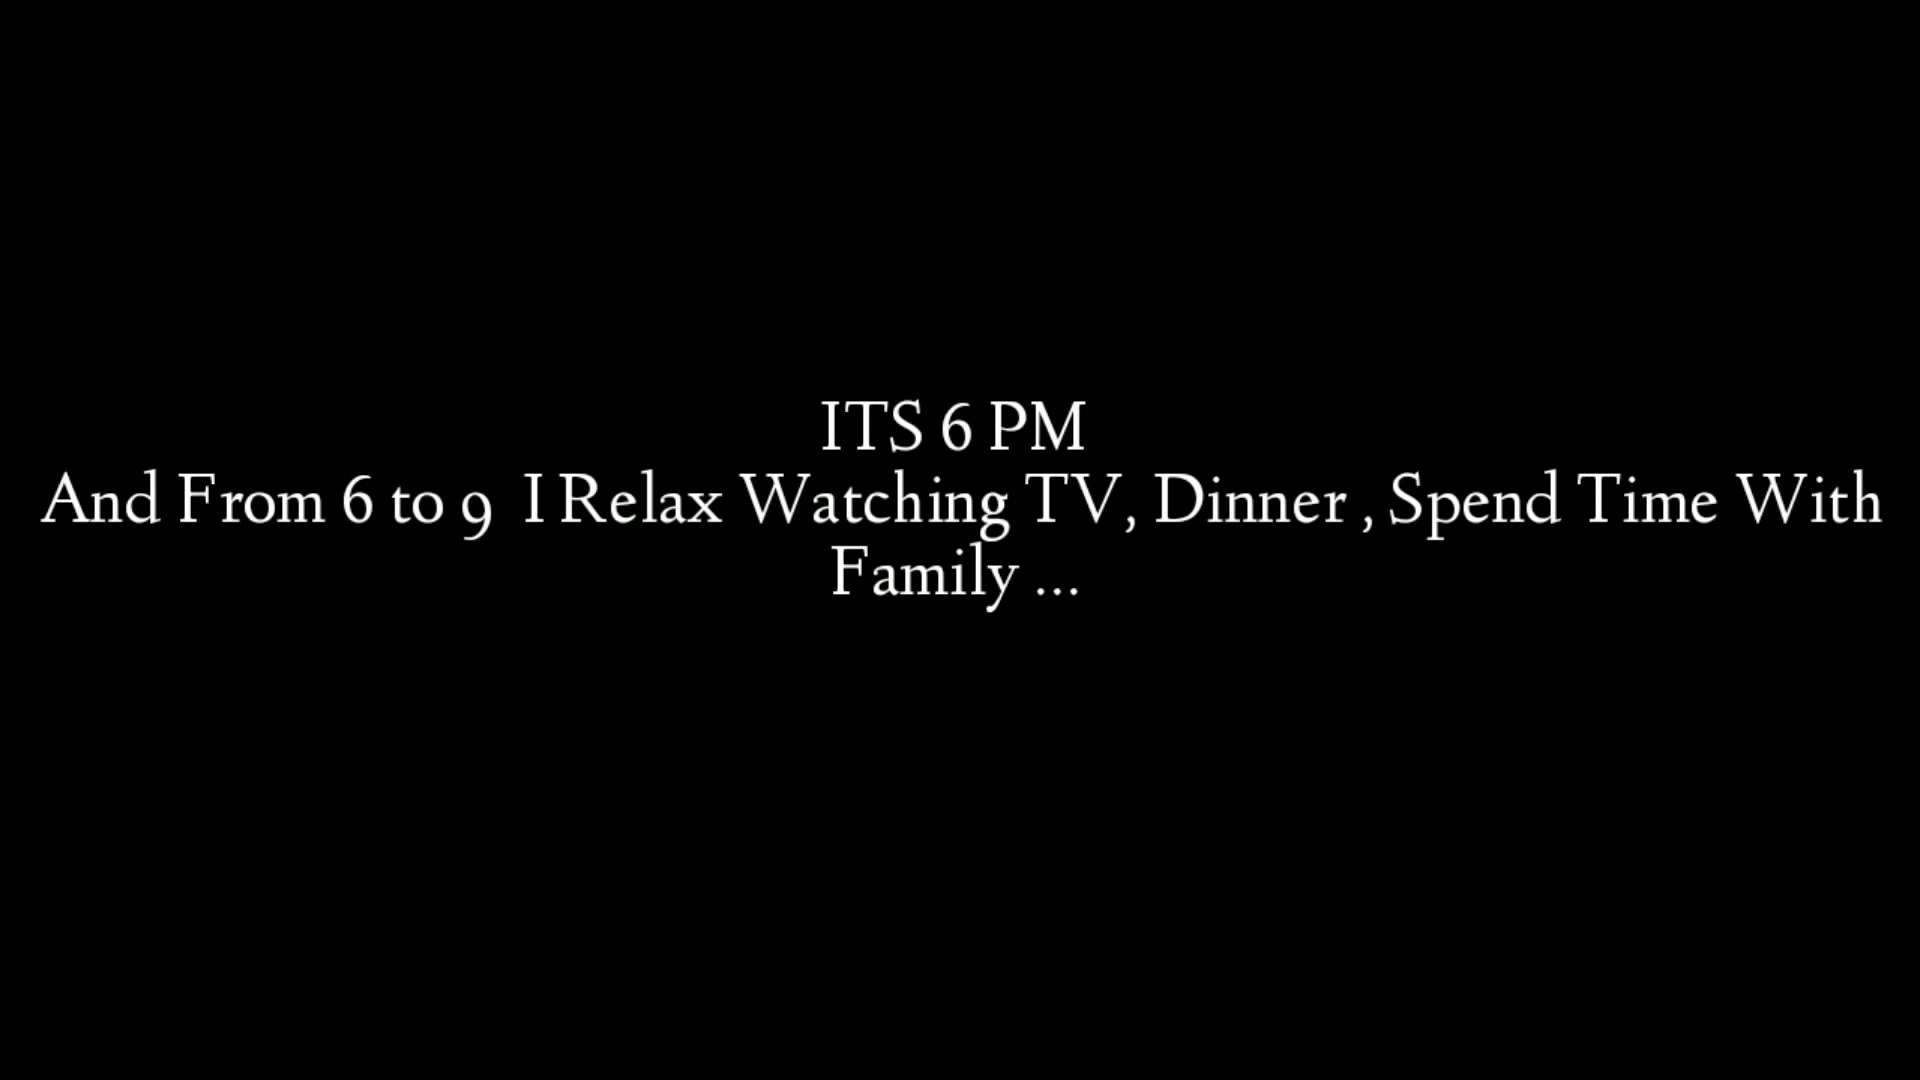 ITS 6 PM
And From 6 to 9  I Relax Watching TV, Dinner , Spend Time With
Family ...